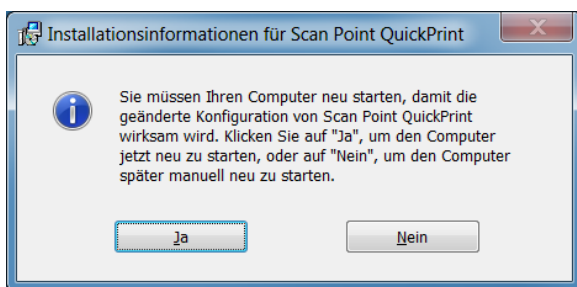 Installationsinformationen für Scan Point QuickPrint
Sie müssen Ihren Computer neu starten, damit die
geänderte Konfiguration von Scan Point QuickPrint
wirksam wird. Klicken Sie auf "Ja", um den Computer
jetzt neu zu starten, oder auf "Nein", um den Computer
später manuell neu zu starten.
Ja
Nein